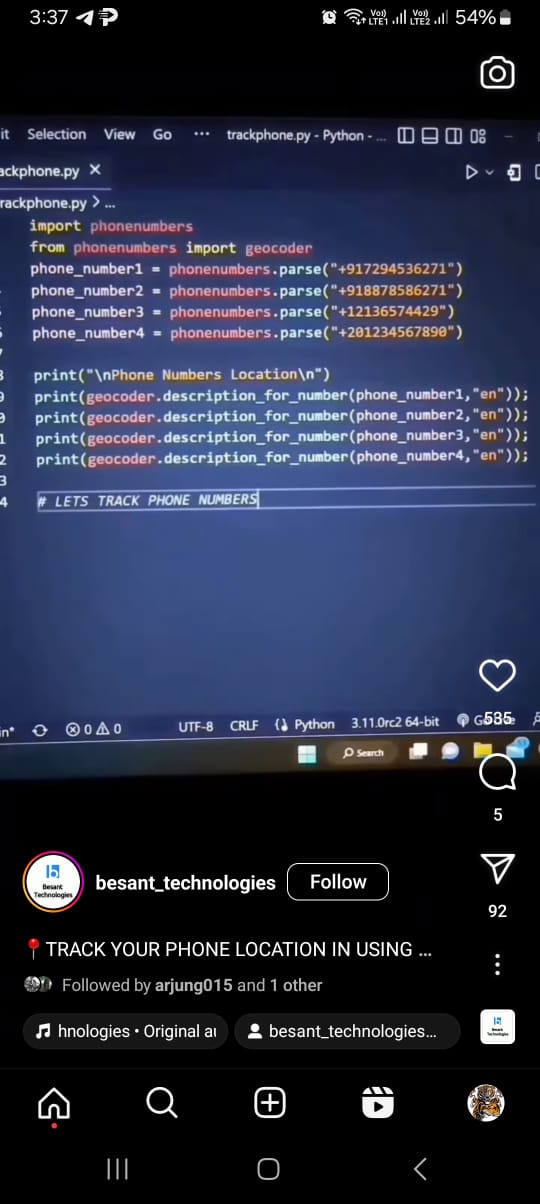 3:37
Vo) LTE1 Vo) LTE2 54%
it Selection View Go ... trackphone.py - Python - ...
ackphone.py X
rackphone.py > ...
import phonenumbers
from phonenumbers import geocoder
phone_number1 = phonenumbers.parse("+917294536271")
phone_number2 = phonenumbers.parse("+918878586271")
phone_number3 = phonenumbers.parse("+12136574429")
phone_number4 = phonenumbers.parse("+201234567890")
print("\nPhone Numbers Location\n")
print(geocoder.description_for_number(phone_number1,"en"));
print(geocoder.description_for_number(phone_number2,"en"));
print(geocoder.description_for_number(phone_number3,"en"));
print(geocoder.description_for_number(phone_number4,"en"));
# LETS TRACK PHONE NUMBERS
in* 0 0 UTF-8 CRLF Python 3.11.0rc2 64-bit
535
Search
5
Besant Technologies
besant_technologies Follow
92
📍TRACK YOUR PHONE LOCATION IN USING ...
Followed by arjung015 and 1 other
hnologies • Original au besant_technologies...